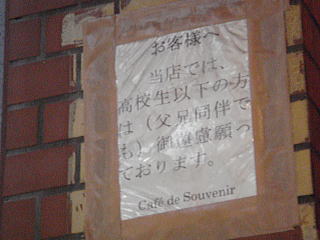 お客様へ
当店では、
高校生以下の方
は（父兄同伴で
も）御遠慮願っ
ております。
Café de Souvenir